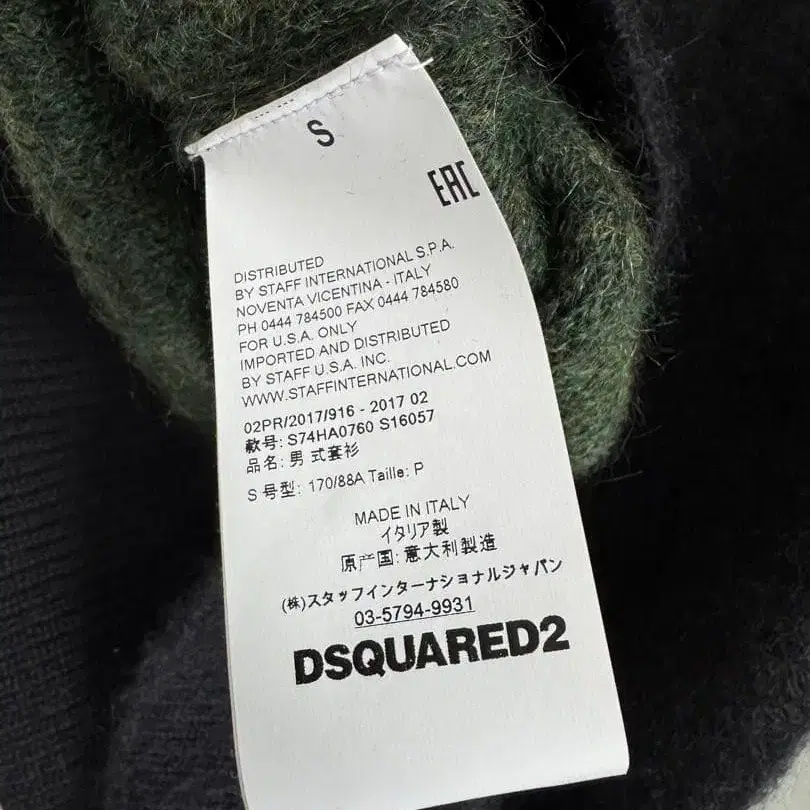 S
EAC
DISTRIBUTED
BY STAFF INTERNATIONAL S.P.A.
NOVENTA VICENTINA - ITALY
PH 0444 784500 FAX 0444 784580
FOR U.S.A. ONLY
IMPORTED AND DISTRIBUTED
BY STAFF U.S.A. INC.
WWW.STAFFINTERNATIONAL.COM
02PR/2017/916 - 2017 02
款号: S74HA0760 S16057
品名: 男 式套衫
S 号型: 170/88A Taille: P
MADE IN ITALY
イタリア製
原产国: 意大利製造
(株)スタッフインターナショナルジャパン
03-5794-9931
DSQUARED2